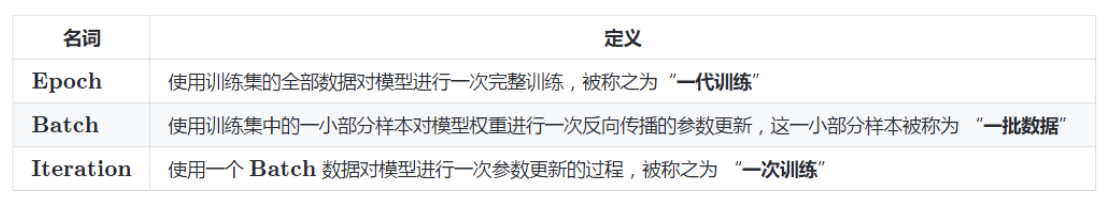 名词 定义
Epoch 使用训练集的全部数据对模型进行一次完整训练，被称之为“一代训练”
Batch 使用训练集中的一小部分样本对模型权重进行一次反向传播的参数更新，这一小部分样本被称为 “一批数据”
Iteration 使用一个 Batch 数据对模型进行一次参数更新的过程，被称之为 “一次训练”